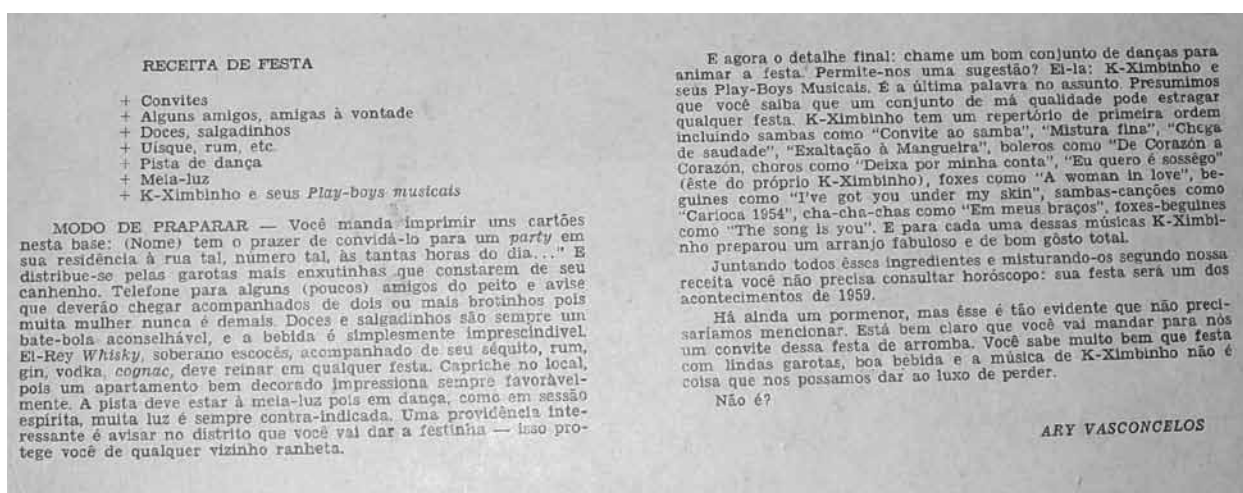 RECEITA DE FESTA
+ Convites
+ Alguns amigos, amigas à vontade
+ Doces, salgadinhos
+ Uísque, rum, etc.
+ Pista de dança
+ Meia-luz
+ K-Ximbinho e seus Play-boys musicais
MODO DE PRAPARAR — Você manda imprimir uns cartões
nesta base: (Nome) tem o prazer de convidá-lo para um party em
sua residência à rua tal, número tal, às tantas horas do dia..." E
distribue-se pelas garotas mais enxutinhas que constarem de seu
canhenho. Telefone para alguns (poucos) amigos do peito e avise
que deverão chegar acompanhados de dois ou mais brotinhos pois
muita mulher nunca é demais. Doces e salgadinhos são sempre um
bate-bola aconselhável, e a bebida é simplesmente imprescindível.
El-Rey Whisky, soberano escocês, acompanhado de seu séquito, rum,
gin, vodka, cognac, deve reinar em qualquer festa. Capriche no local,
pois um apartamento bem decorado impressiona sempre favoràvel-
mente. A pista deve estar à meia-luz pois em dança, como em sessão
espírita, muita luz é sempre contra-indicada. Uma providência inte-
ressante é avisar no distrito que você vai dar a festinha — isso pro-
tege você de qualquer vizinho ranheta.
E agora o detalhe final: chame um bom conjunto de danças para
animar a festa. Permite-nos uma sugestão? Ei-la: K-Ximbinho e
seus Play-Boys Musicais. É a última palavra no assunto. Presumimos
que você saiba que um conjunto de má qualidade pode estragar
qualquer festa. K-Ximbinho tem um repertório de primeira ordem
incluindo sambas como "Convite ao samba", "Mistura fina", "Chega
de saudade", "Exaltação à Mangueira", boleros como "De Corazón a
Corazón, choros como "Deixa por minha conta", "Eu quero é sossêgo"
(êste do próprio K-Ximbinho), foxes como "A woman in love", be-
guines como "I've got you under my skin", sambas-canções como
"Carioca 1954", cha-cha-chas como "Em meus braços", foxes-beguines
como "The song is you". E para cada uma dessas músicas K-Ximbi-
nho preparou um arranjo fabuloso e de bom gôsto total.
Juntando todos êsses ingredientes e misturando-os segundo nossa
receita você não precisa consultar horóscopo: sua festa será um dos
acontecimentos de 1959.
Há ainda um pormenor, mas êsse é tão evidente que não preci-
saríamos mencionar. Está bem claro que você vai mandar para nós
um convite dessa festa de arromba. Você sabe muito bem que festa
com lindas garotas, boa bebida e a música de K-Ximbinho não é
coisa que nos possamos dar ao luxo de perder.
Não é?
ARY VASCONCELOS